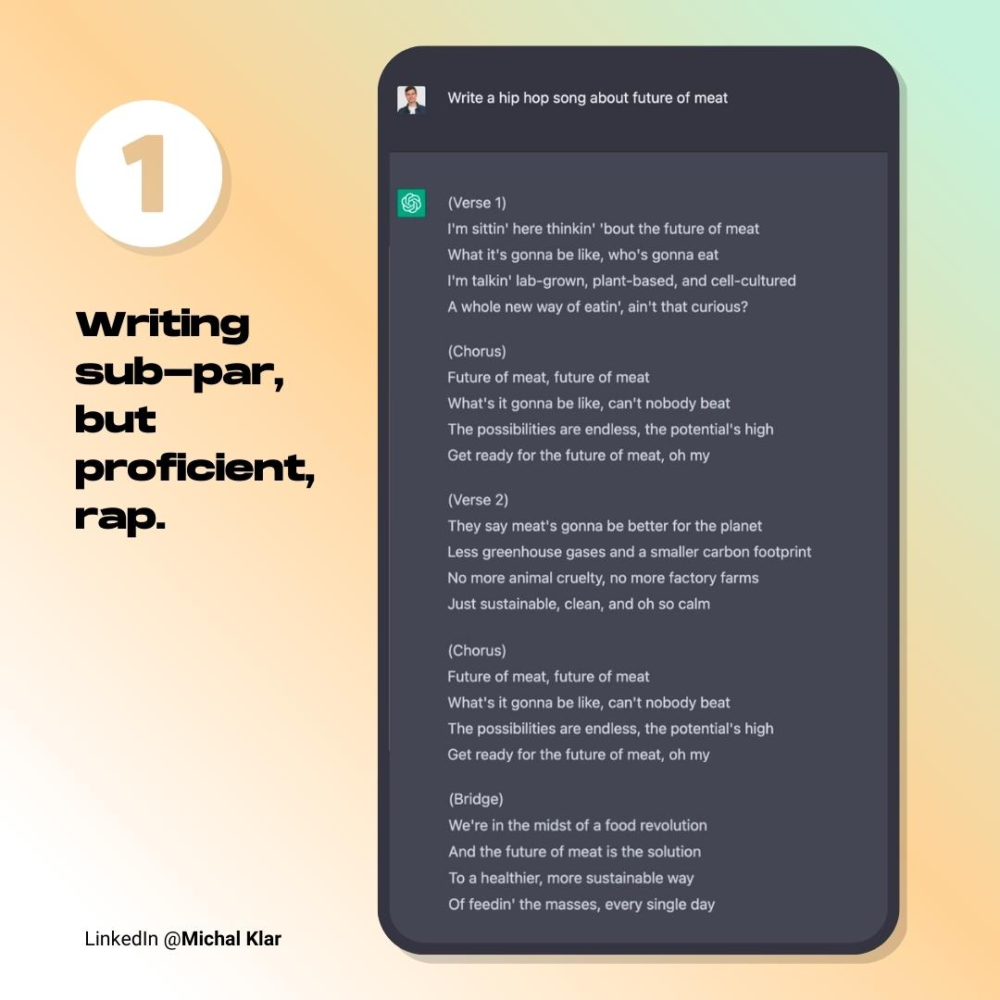 1
Writing
sub-par,
but
proficient,
rap.
LinkedIn @Michal Klar
Write a hip hop song about future of meat
(Verse 1)
I'm sittin' here thinkin' 'bout the future of meat
What it's gonna be like, who's gonna eat
I'm talkin' lab-grown, plant-based, and cell-cultured
A whole new way of eatin', ain't that curious?
(Chorus)
Future of meat, future of meat
What's it gonna be like, can't nobody beat
The possibilities are endless, the potential's high
Get ready for the future of meat, oh my
(Verse 2)
They say meat's gonna be better for the planet
Less greenhouse gases and a smaller carbon footprint
No more animal cruelty, no more factory farms
Just sustainable, clean, and oh so calm
(Chorus)
Future of meat, future of meat
What's it gonna be like, can't nobody beat
The possibilities are endless, the potential's high
Get ready for the future of meat, oh my
(Bridge)
We're in the midst of a food revolution
And the future of meat is the solution
To a healthier, more sustainable way
Of feedin' the masses, every single day